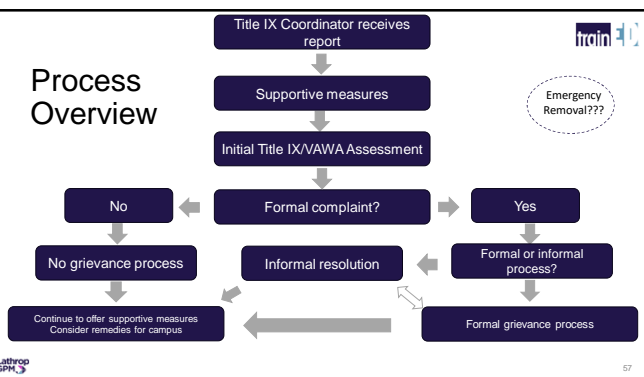 Title IX Coordinator receives
report
trainED
Process
Overview
Supportive measures
Emergency
Removal???
Initial Title IX/VAWA Assessment
No
Formal complaint?
Yes
No grievance process
Informal resolution
Formal or informal
process?
Continue to offer supportive measures
Consider remedies for campus
Formal grievance process
Lathrop
GPM
57